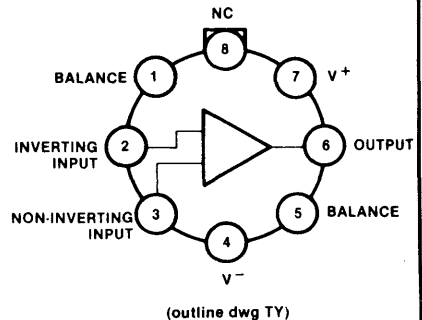 NC
8
BALANCE 1
7 V+
INVERTING
INPUT
2
6 OUTPUT
NON-INVERTING
INPUT
3
5 BALANCE
4
V−
(outline dwg TY)